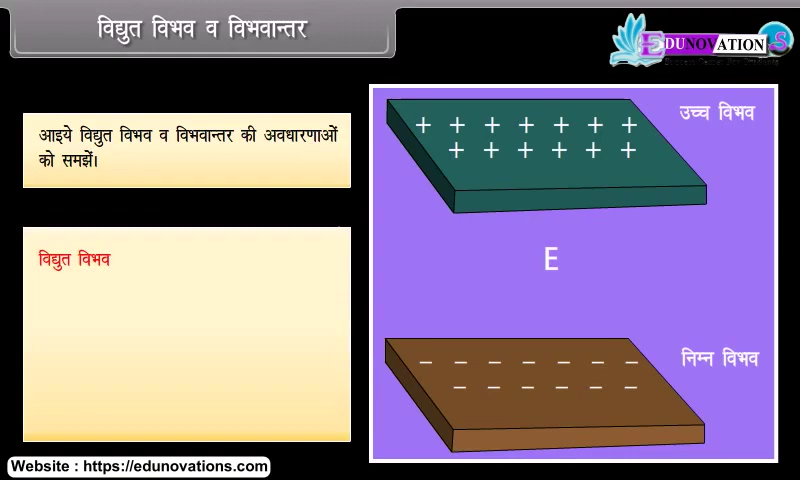 विद्युत विभव व विभवान्तर
EDUNOVATIONS
आइये विद्युत विभव व विभवान्तर की अवधारणाओं
को समझें।
विद्युत विभव
उच्च विभव
+ + + + + + +
+ + + + + +
E
निम्न विभव
− − − − − − −
− − − − − −
Website : https://edunovations.com